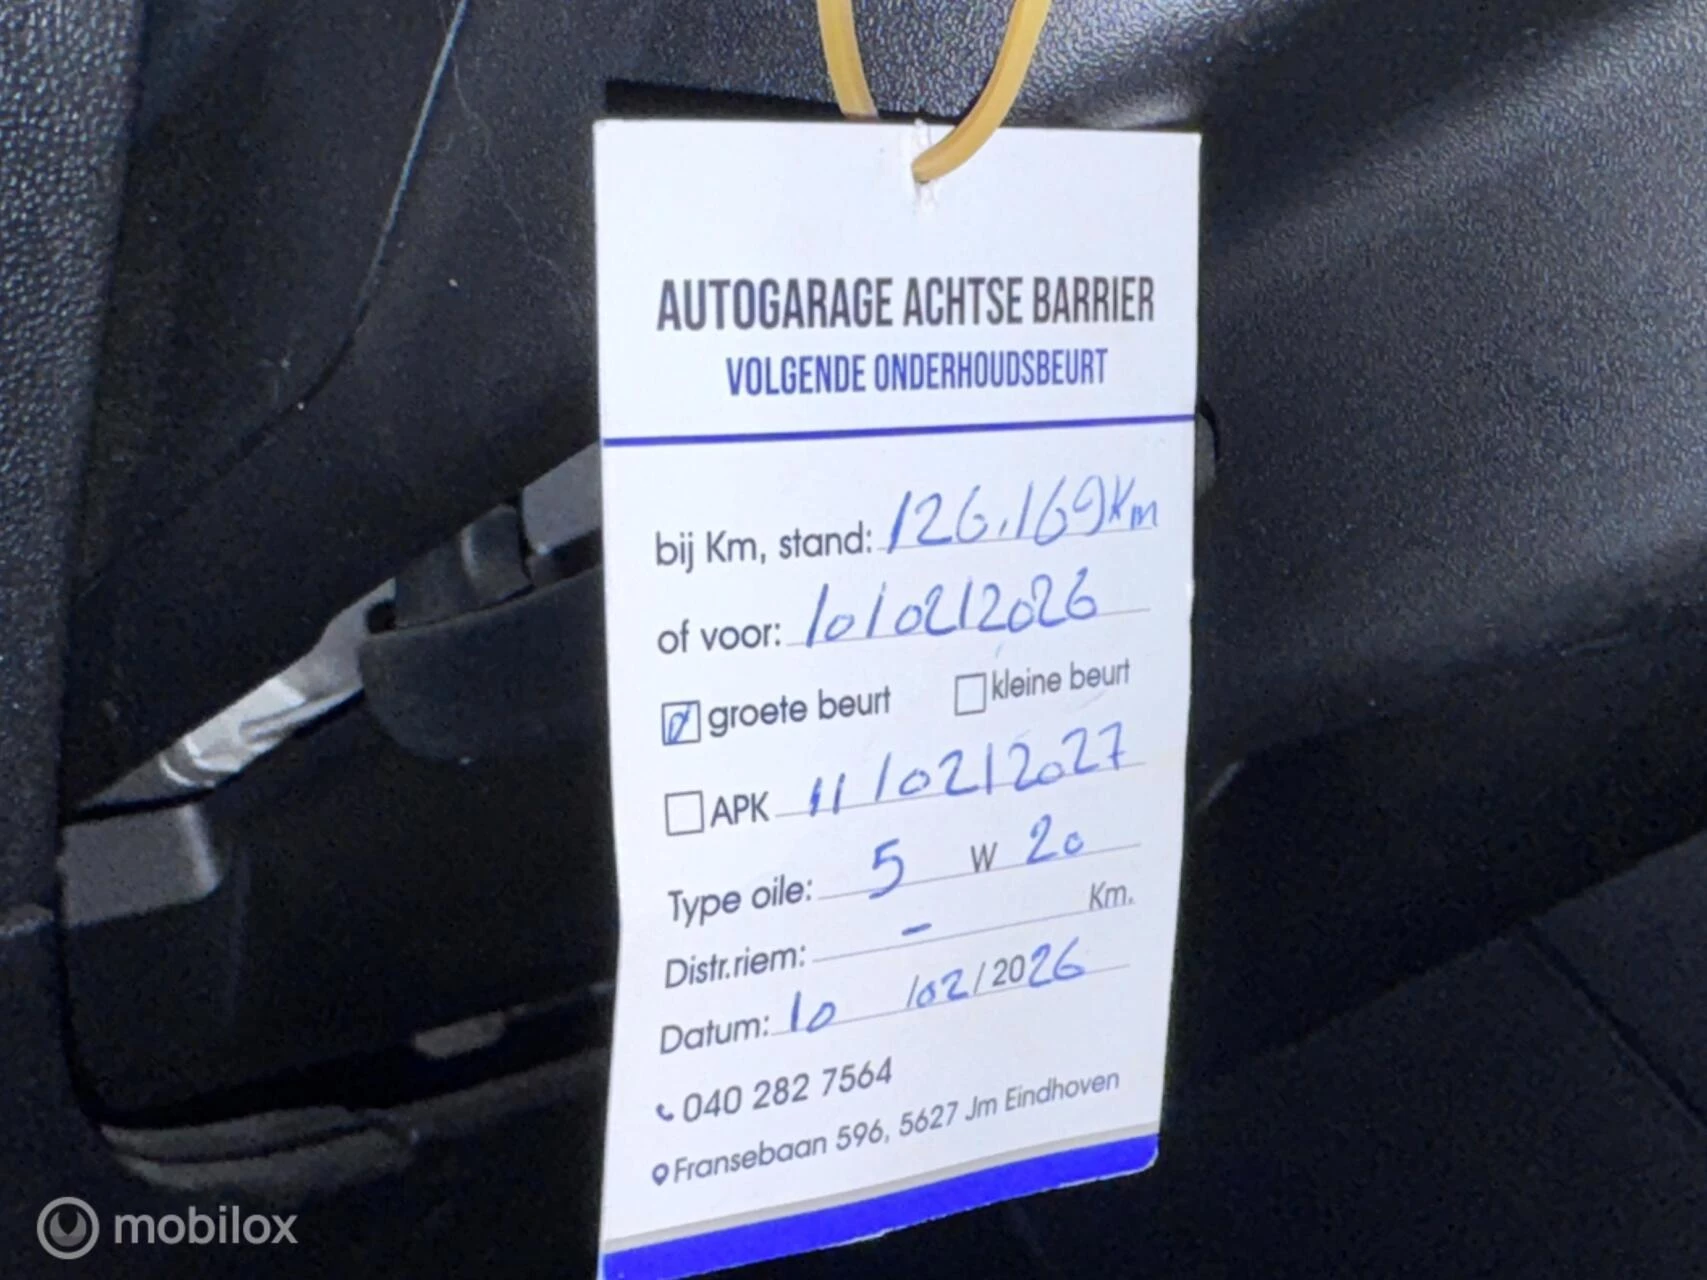 AUTOGARAGE ACHTSE BARRIER
VOLGENDE ONDERHOUDSBEURT
bij Km, stand: 126.169 Km
of voor: 10/02/2026
groete beurt kleine beurt
APK 11/02/2027
Type oile: 5 W 20
Distr.riem: - Km.
Datum: 10 /02/2026
040 282 7564
Fransebaan 596, 5627 Jm Eindhoven
mobilox